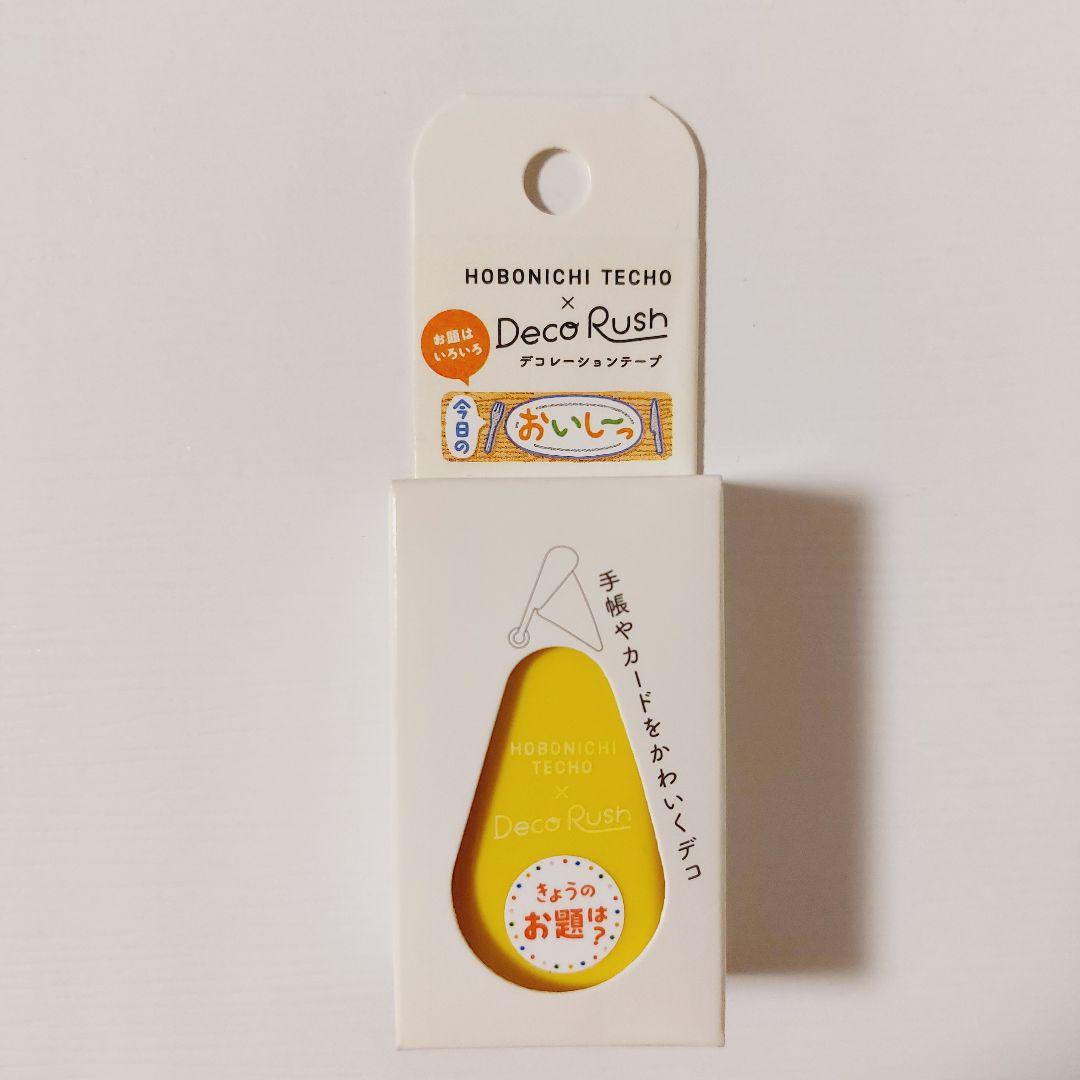 HOBONICHI TECHO
×
Deco Rush
デコレーションテープ
お題は
いろいろ
今日の
おいし〜っ
手帳やカードをかわいくデコ
HOBONICHI
TECHO
×
Deco Rush
きょうの
お題は?